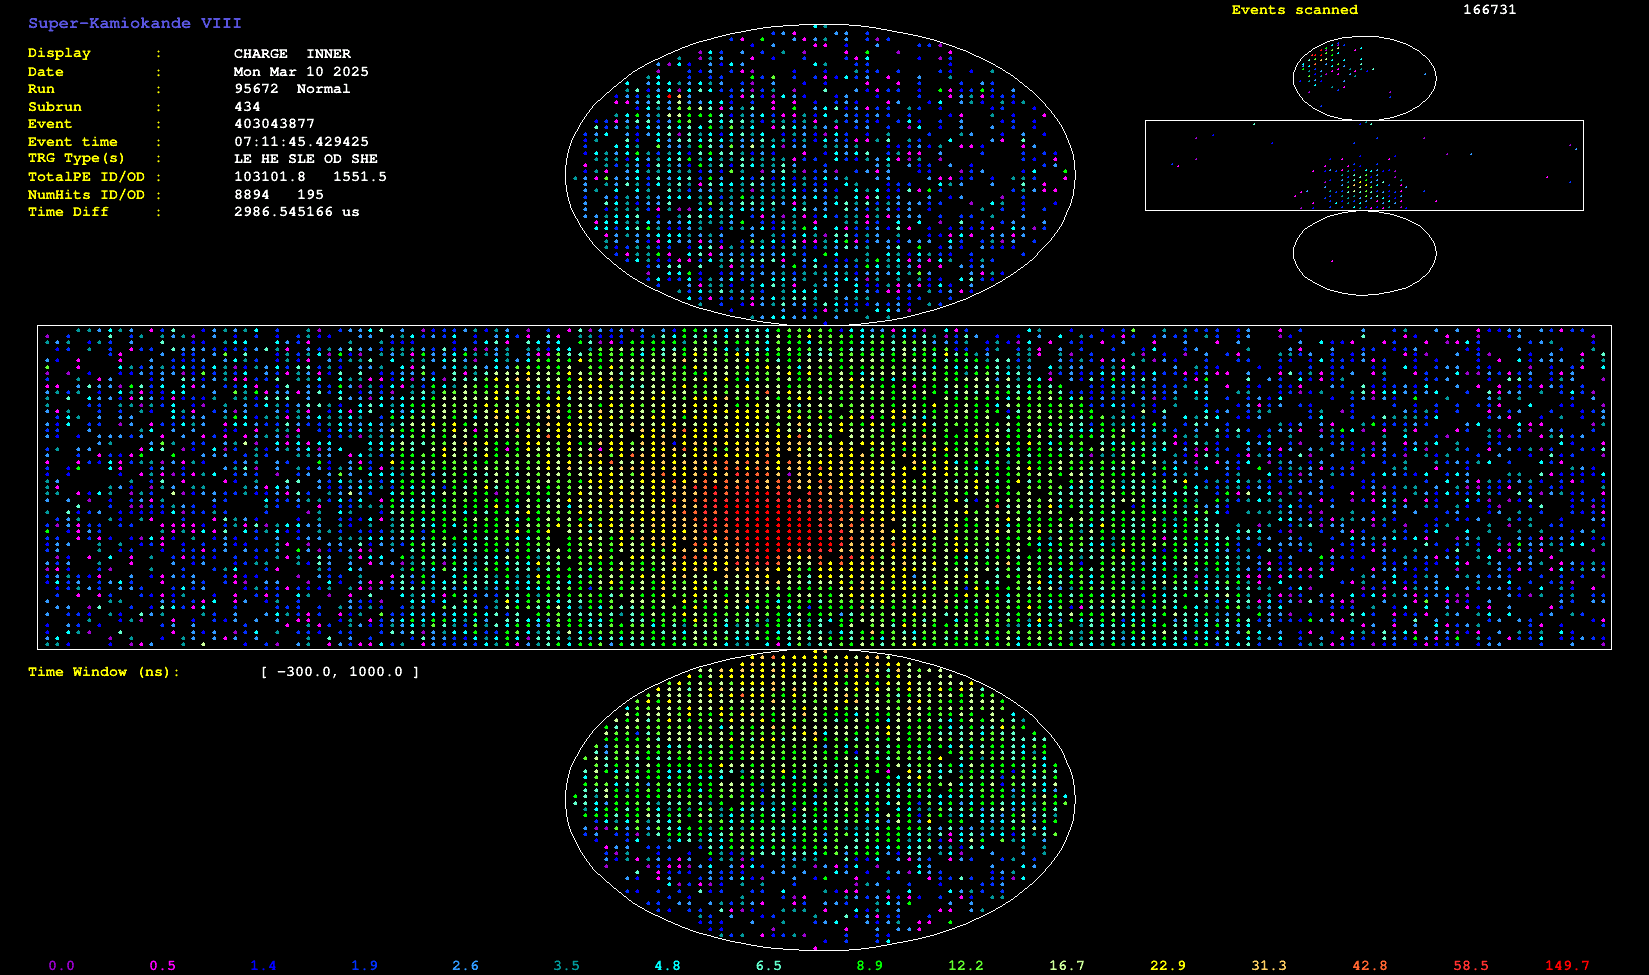 Super-Kamiokande VIII
Display : CHARGE INNER
Date : Mon Mar 10 2025
Run : 95672 Normal
Subrun : 434
Event : 403043877
Event time : 07:11:45.429425
TRG Type(s) : LE HE SLE OD SHE
TotalPE ID/OD : 103101.8 1551.5
NumHits ID/OD : 8894 195
Time Diff : 2986.545166 us
Events scanned 166731
Time Window (ns): [ -300.0, 1000.0 ]
0.0 0.5 1.4 1.9 2.6 3.5 4.8 6.5 8.9 12.2 16.7 22.9 31.3 42.8 58.5 149.7